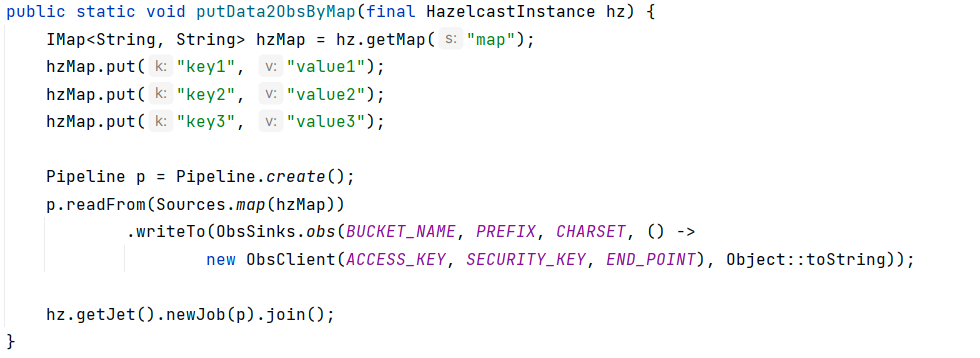 public static void putData2ObsByMap(final HazelcastInstance hz) {
IMap<String, String> hzMap = hz.getMap( s: "map");
hzMap.put( k: "key1", v: "value1");
hzMap.put( k: "key2", v: "value2");
hzMap.put( k: "key3", v: "value3");
Pipeline p = Pipeline.create();
p.readFrom(Sources.map(hzMap))
.writeTo(ObsSinks.obs(BUCKET_NAME, PREFIX, CHARSET, () ->
new ObsClient(ACCESS_KEY, SECURITY_KEY, END_POINT), Object::toString));
hz.getJet().newJob(p).join();
}